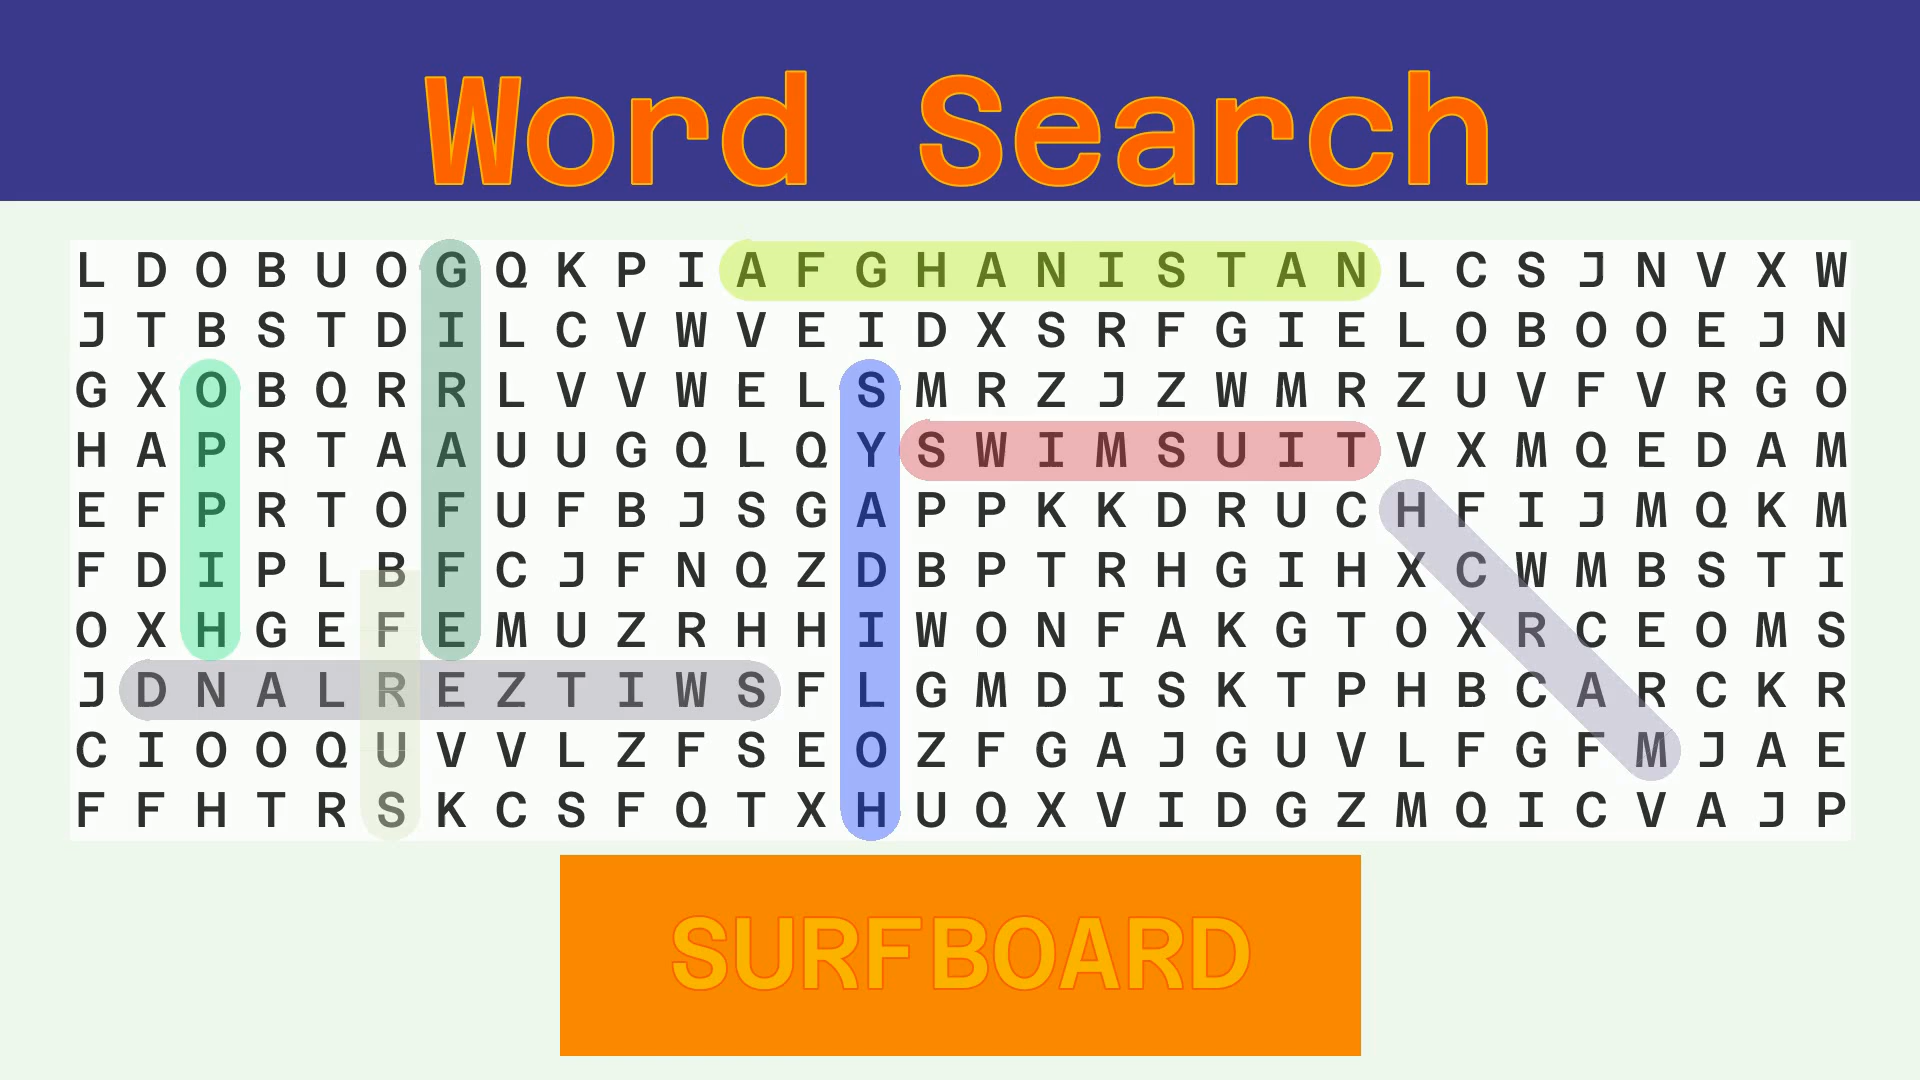 Word Search
L D O B U O G Q K P I A F G H A N I S T A N L C S J N V X W
J T B S T D I L C V W V E I D X S R F G I E L O B O O E J N
G X O B Q R R L V V W E L S M R Z J Z W M R Z U V F V R G O
H A P R T A A U U G Q L Q Y S W I M S U I T V X M Q E D A M
E F P R T O F U F B J S G A P P K K D R U C H F I J M Q K M
F D I P L B F C J F N Q Z D B P T R H G I H X C W M B S T I
O X H G E F E M U Z R H H I W O N F A K G T O X R C E O M S
J D N A L R E Z T I W S F L G M D I S K T P H B C A R C K R
C I O O Q U V V L Z F S E O Z F G A J G U V L F G F M J A E
F F H T R S K C S F Q T X H U Q X V I D G Z M Q I C V A J P
SURFBOARD